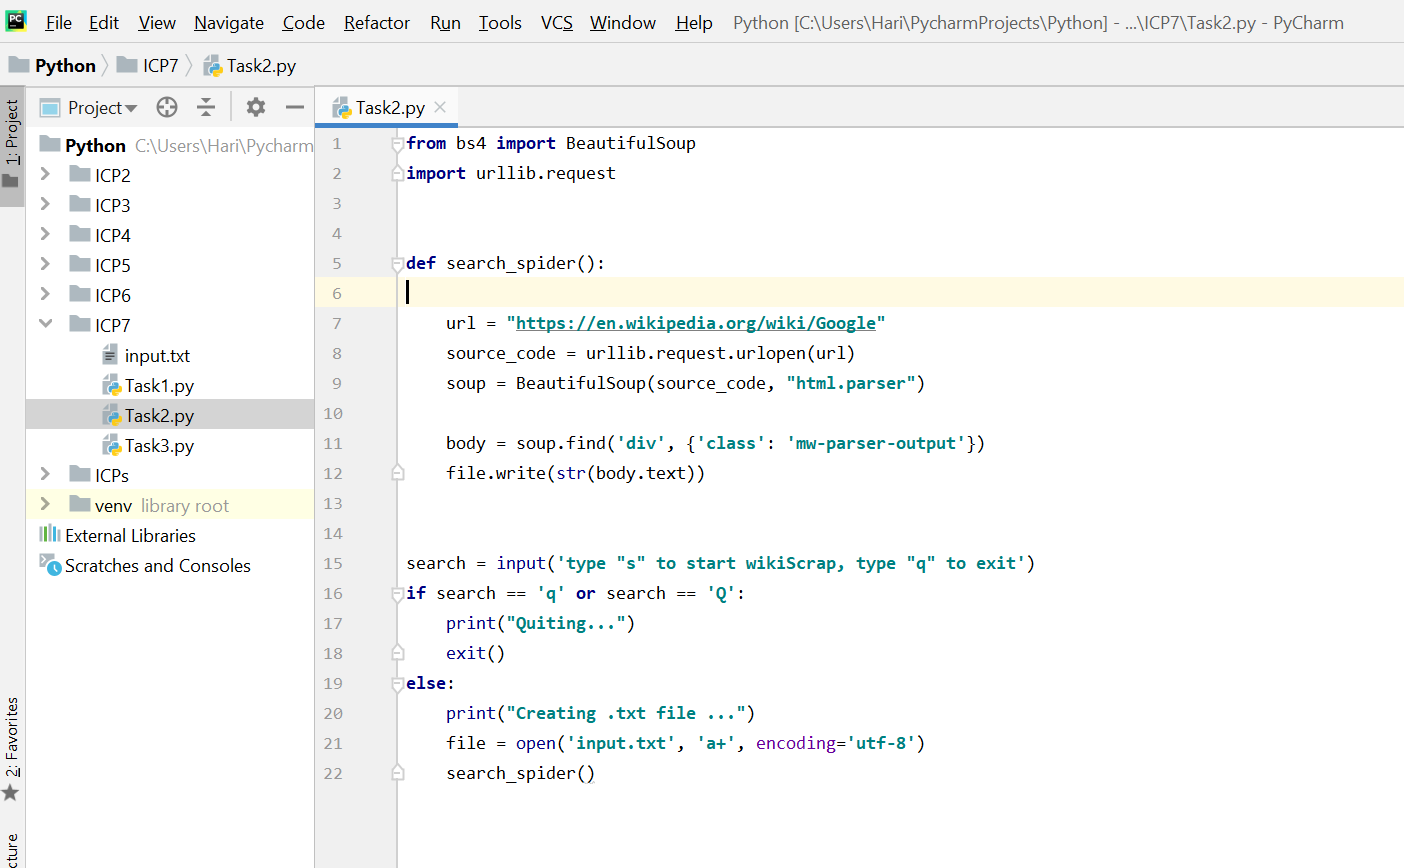 PC File Edit View Navigate Code Refactor Run Tools VCS Window Help Python [C:\Users\Hari\PycharmProjects\Python] - ...\ICP7\Task2.py - PyCharm
Python ICP7 Task2.py
1: Project
Project
Python C:\Users\Hari\Pycharm
ICP2
ICP3
ICP4
ICP5
ICP6
ICP7
input.txt
Task1.py
Task2.py
Task3.py
ICPs
venv library root
External Libraries
Scratches and Consoles
2: Favorites
cture
Task2.py
1 from bs4 import BeautifulSoup
2 import urllib.request
3
4
5 def search_spider():
6
7     url = "https://en.wikipedia.org/wiki/Google"
8     source_code = urllib.request.urlopen(url)
9     soup = BeautifulSoup(source_code, "html.parser")
10
11     body = soup.find('div', {'class': 'mw-parser-output'})
12     file.write(str(body.text))
13
14
15 search = input('type "s" to start wikiScrap, type "q" to exit')
16 if search == 'q' or search == 'Q':
17     print("Quiting...")
18     exit()
19 else:
20     print("Creating .txt file ...")
21     file = open('input.txt', 'a+', encoding='utf-8')
22     search_spider()